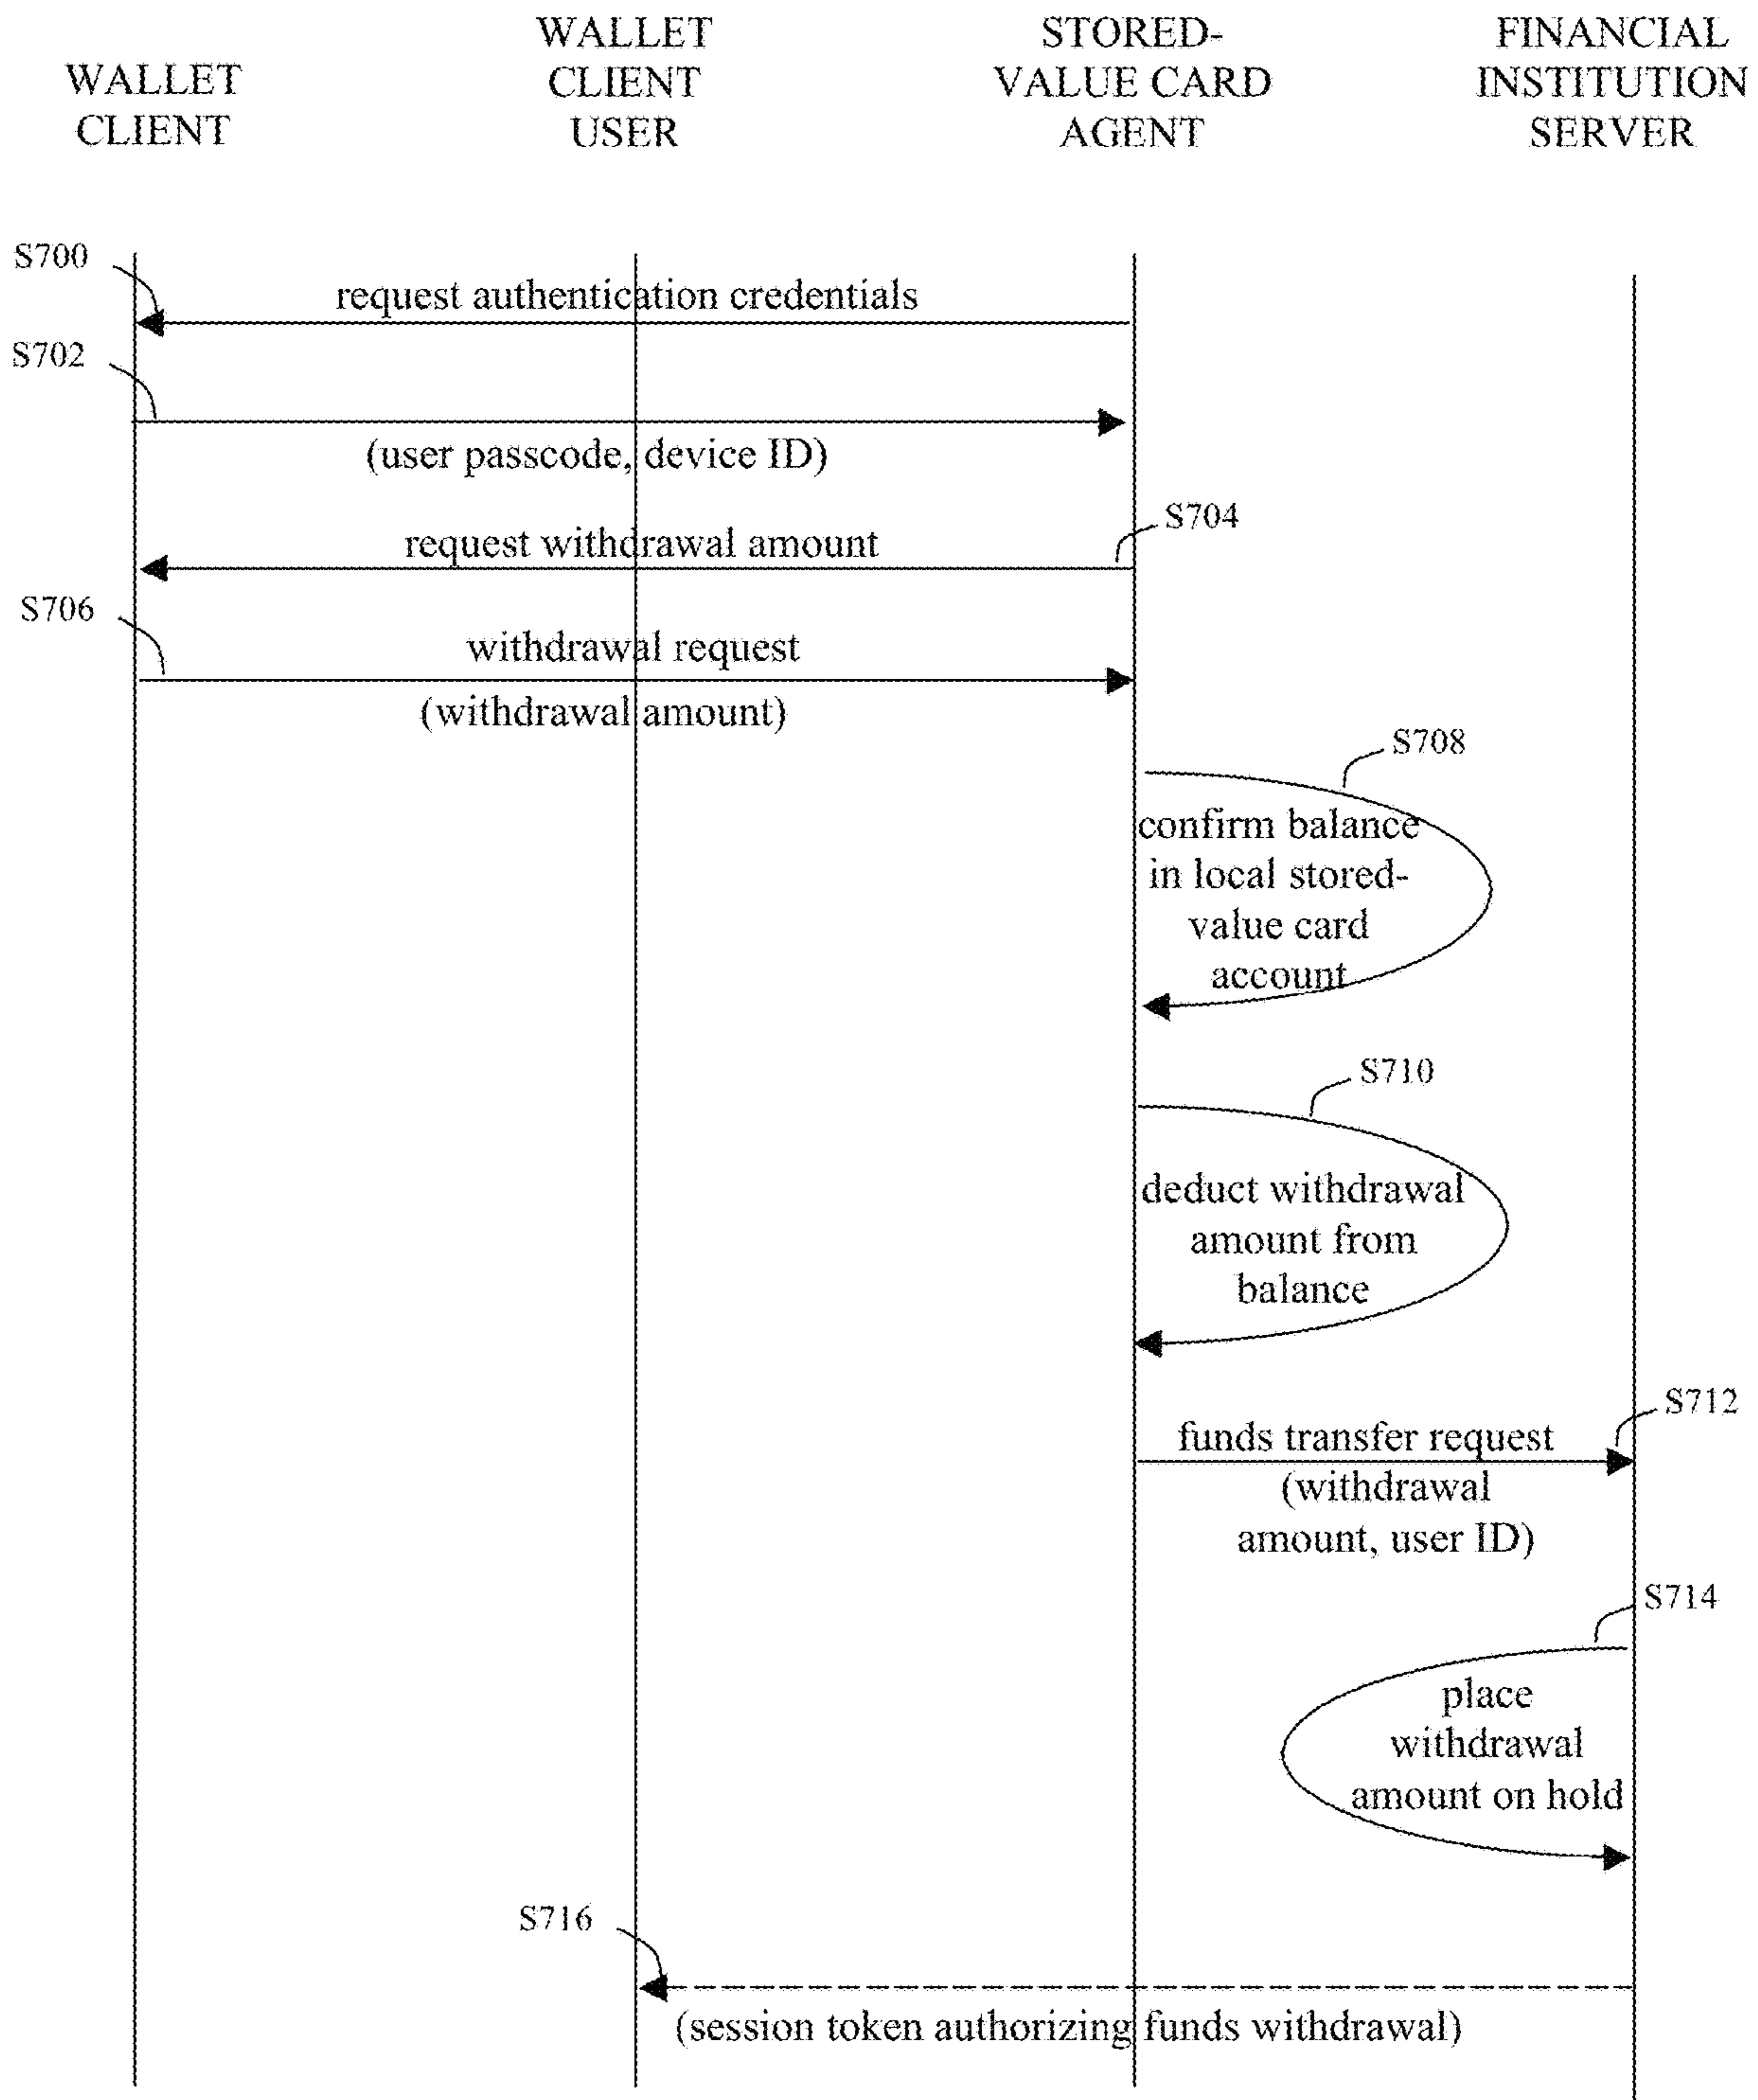 WALLET
CLIENT
WALLET
CLIENT
USER
STORED-
VALUE CARD
AGENT
FINANCIAL
INSTITUTION
SERVER
S700
request authentication credentials
S702
(user passcode, device ID)
S704
request withdrawal amount
S706
withdrawal request
(withdrawal amount)
S708
confirm balance
in local stored-
value card
account
S710
deduct withdrawal
amount from
balance
S712
funds transfer request
(withdrawal
amount, user ID)
S714
place
withdrawal
amount on hold
S716
(session token authorizing funds withdrawal)